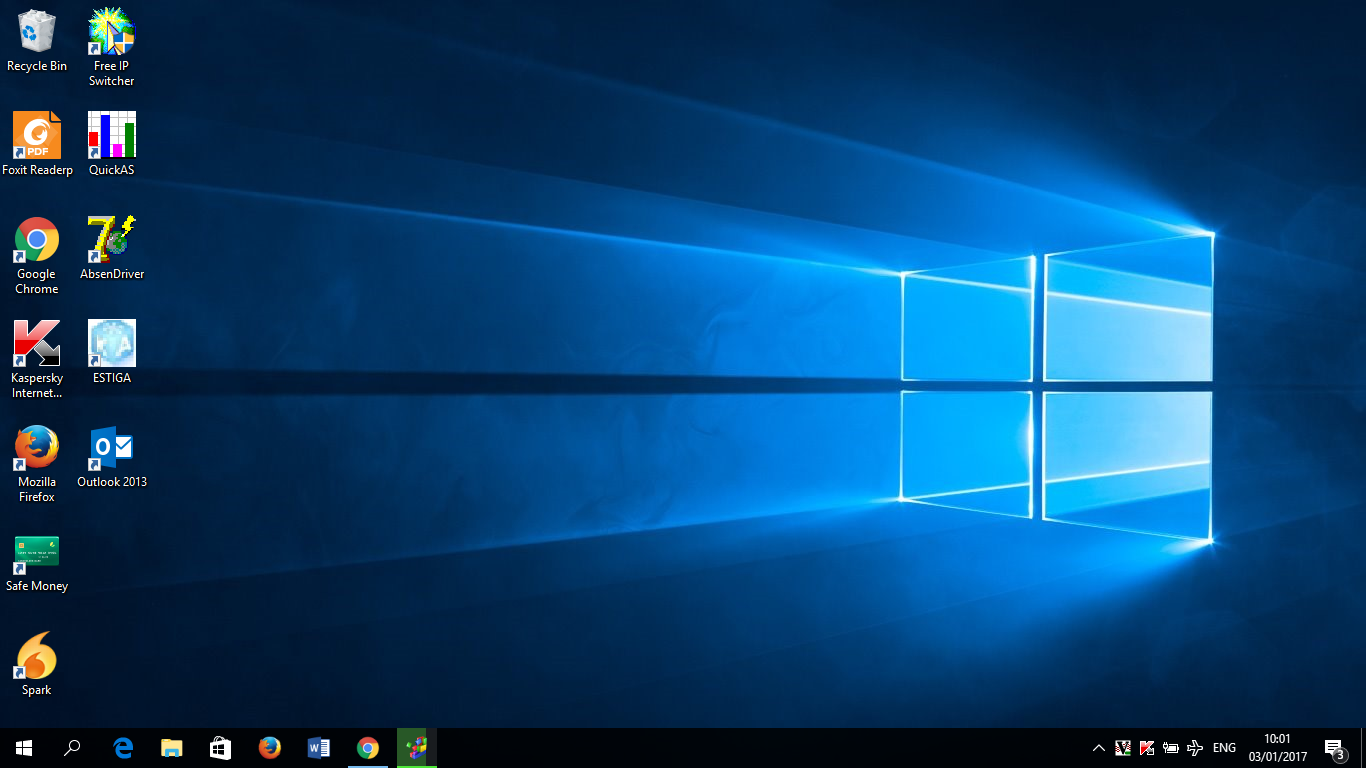 Recycle Bin
Free IP
Switcher
PDF
Foxit Readerp
QuickAS
Google
Chrome
AbsenDriver
Kaspersky
Internet...
ESTIGA
Mozilla
Firefox
Outlook 2013
Safe Money
Spark
ENG
10:01
03/01/2017
3